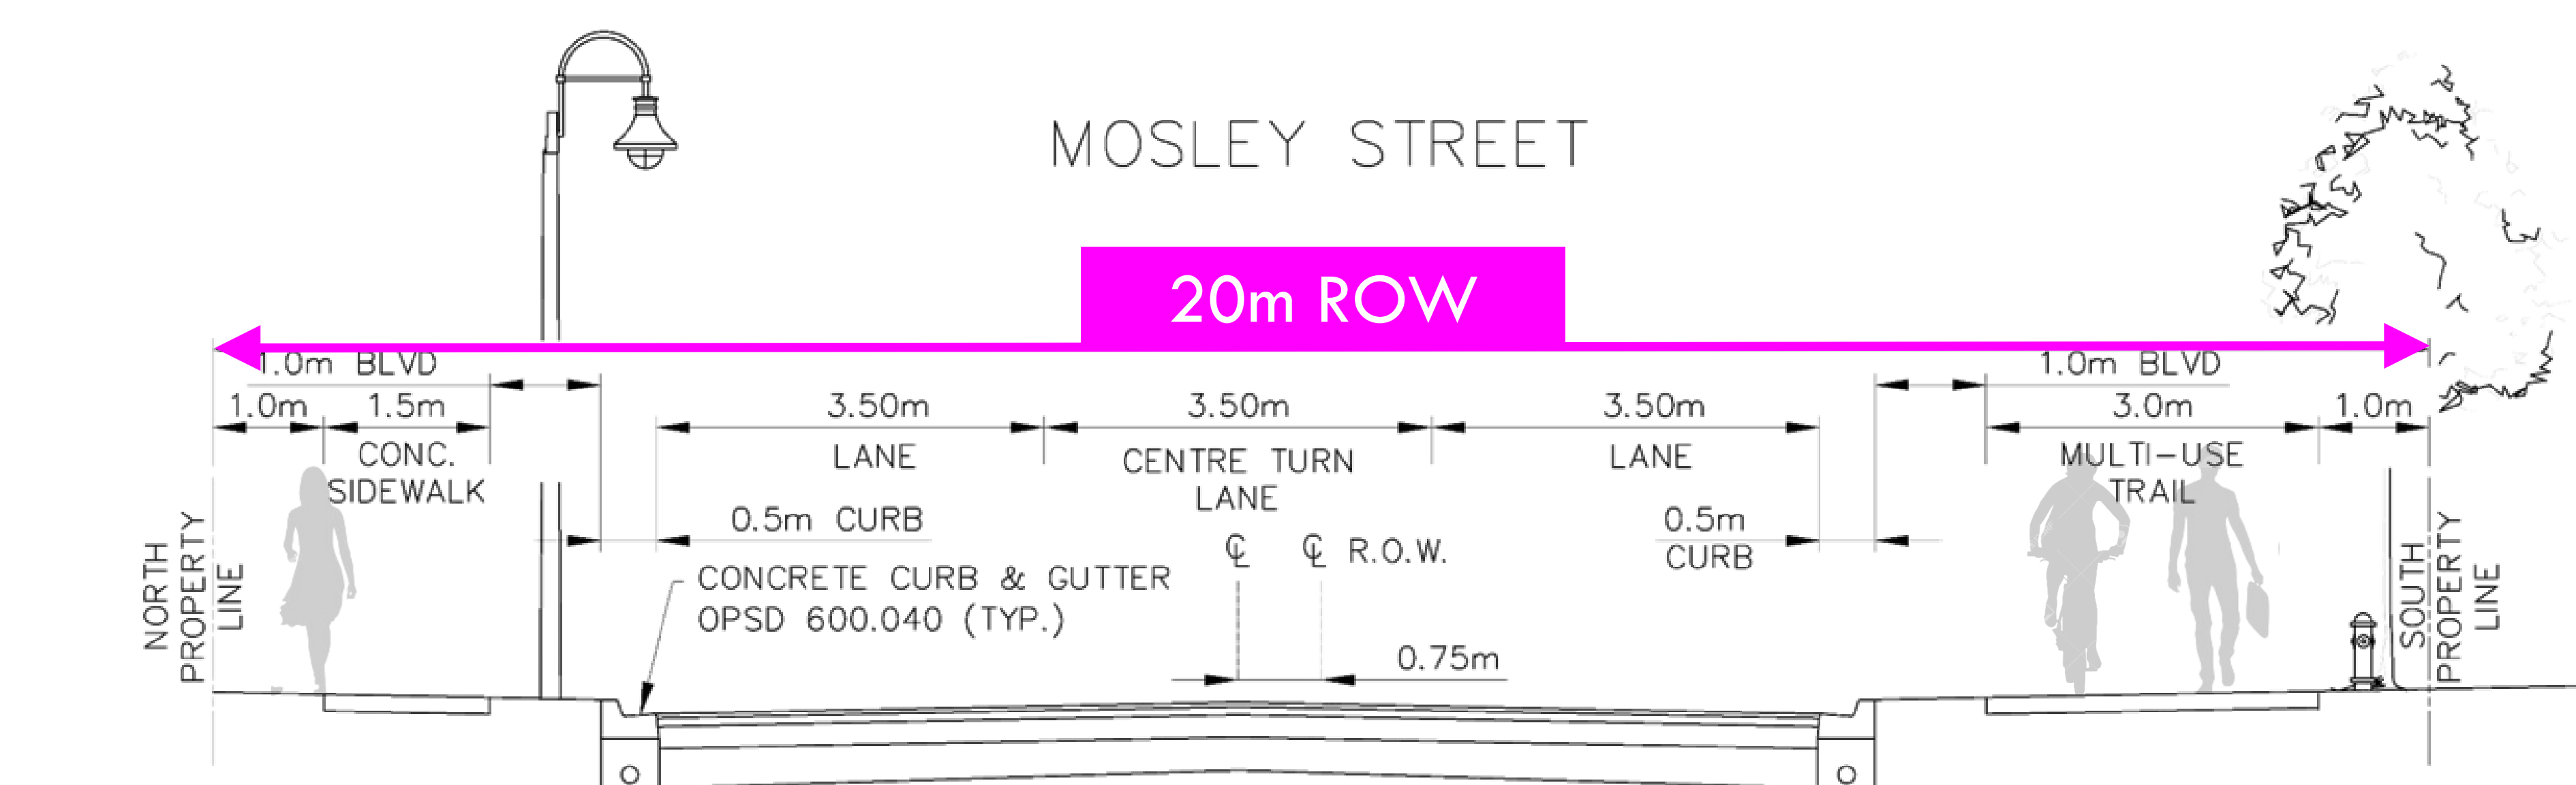 MOSLEY STREET
20m ROW
1.0m BLVD
1.0m BLVD
1.0m
1.5m
3.50m
3.50m
3.50m
3.0m
1.0m
CONC.
SIDEWALK
LANE
CENTRE TURN
LANE
LANE
MULTI-USE
TRAIL
0.5m CURB
0.5m
CURB
℄
℄ R.O.W.
CONCRETE CURB & GUTTER
OPSD 600.040 (TYP.)
0.75m
NORTH
PROPERTY
LINE
SOUTH
PROPERTY
LINE